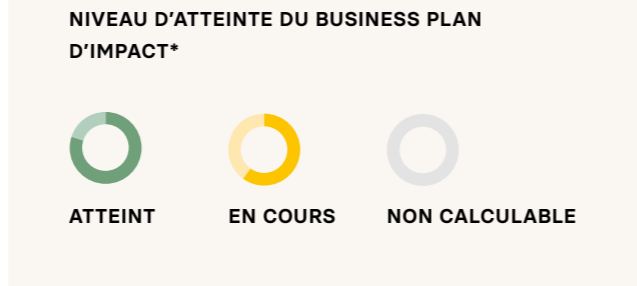 NIVEAU D’ATTEINTE DU BUSINESS PLAN
D’IMPACT*
ATTEINT
EN COURS
NON CALCULABLE